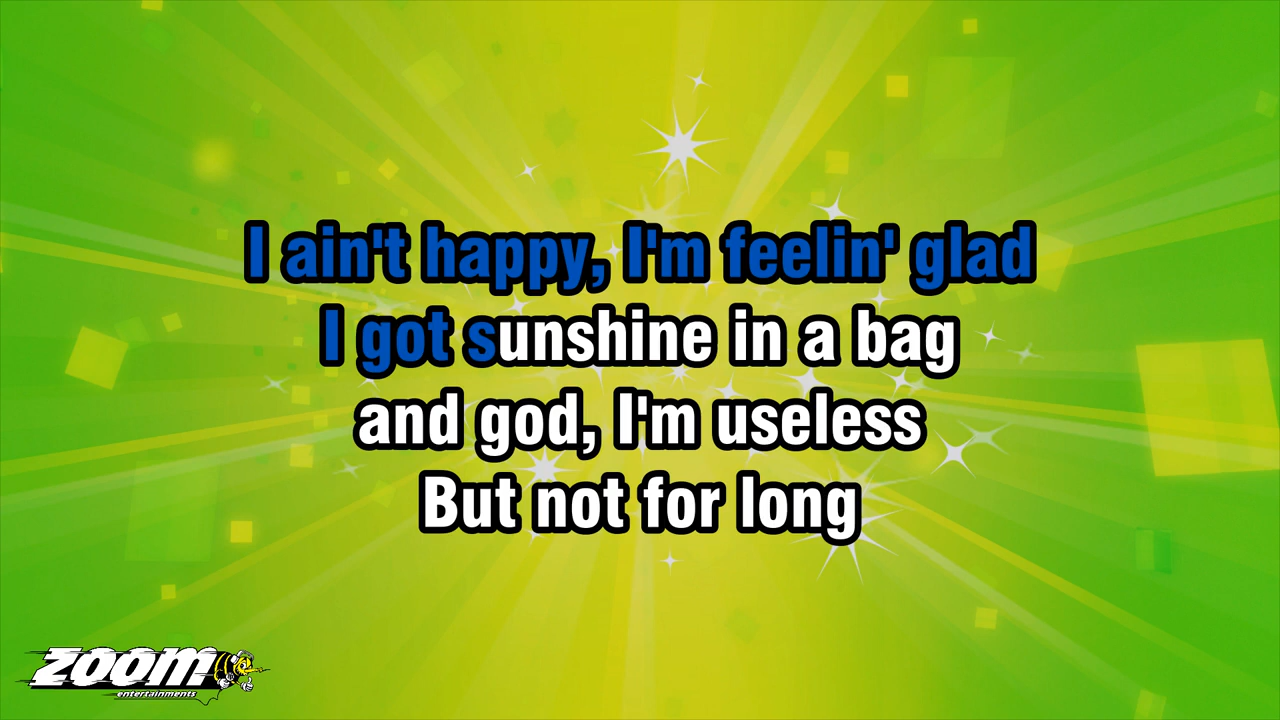 I ain't happy, I'm feelin' glad
I got sunshine in a bag
and god, I'm useless
But not for long
zoom
entertainments